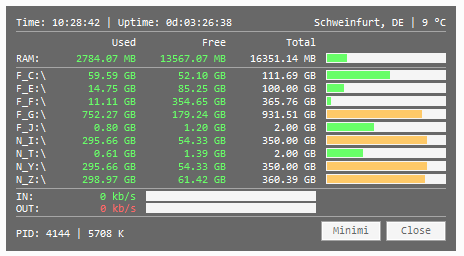 Time: 10:28:42 | Uptime: 0d:03:26:38 Schweinfurt, DE | 9 °C
Used Free Total
RAM: 2784.07 MB 13567.07 MB 16351.14 MB
F_C:\ 59.59 GB 52.10 GB 111.69 GB
F_E:\ 14.75 GB 85.25 GB 100.00 GB
F_F:\ 11.11 GB 354.65 GB 365.76 GB
F_G:\ 752.27 GB 179.24 GB 931.51 GB
F_J:\ 0.80 GB 1.20 GB 2.00 GB
N_I:\ 295.66 GB 54.33 GB 350.00 GB
N_T:\ 0.61 GB 1.39 GB 2.00 GB
N_Y:\ 295.66 GB 54.33 GB 350.00 GB
N_Z:\ 298.97 GB 61.42 GB 360.39 GB
IN: 0 kb/s
OUT: 0 kb/s
PID: 4144 | 5708 K Minimi Close